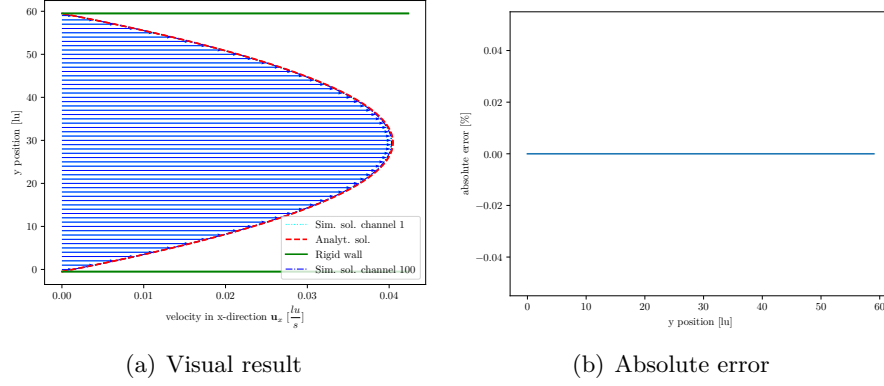 60
50
40
30
20
10
0
y position [lu]
0.00 0.01 0.02 0.03 0.04
velocity in x-direction u_x [lu/s]
Sim. sol. channel 1
Analyt. sol.
Rigid wall
Sim. sol. channel 100
(a) Visual result
0.04
0.02
0.00
−0.02
−0.04
absolute error [%]
0 10 20 30 40 50 60
y position [lu]
(b) Absolute error